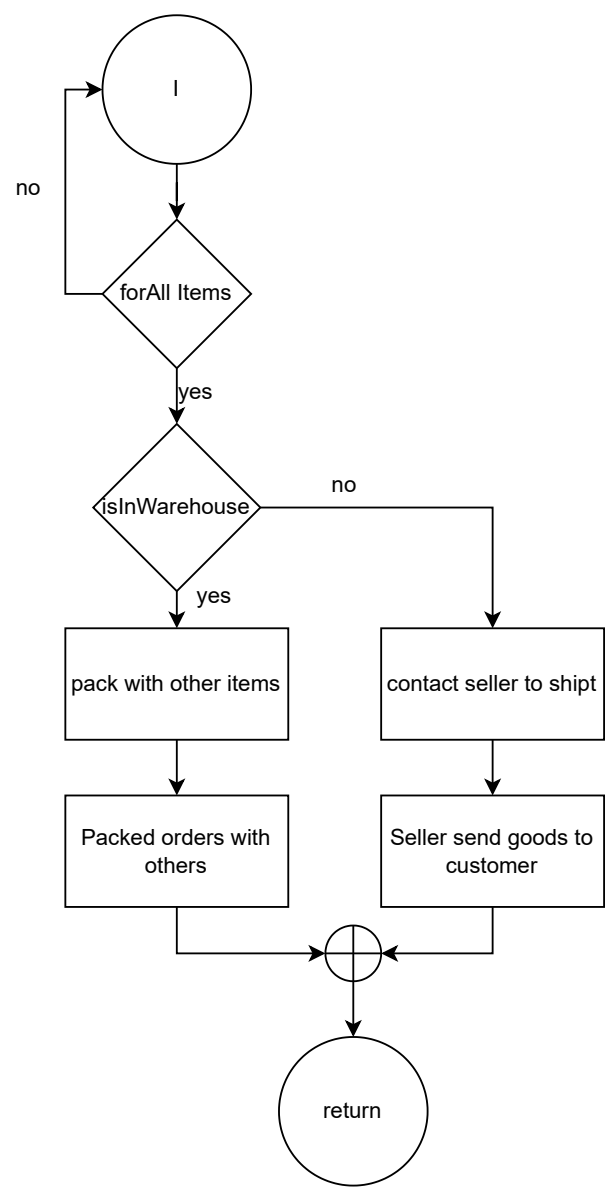 I
no
forAll Items
yes
isInWarehouse
no
yes
pack with other items
contact seller to shipt
Packed orders with
others
Seller send goods to
customer
return